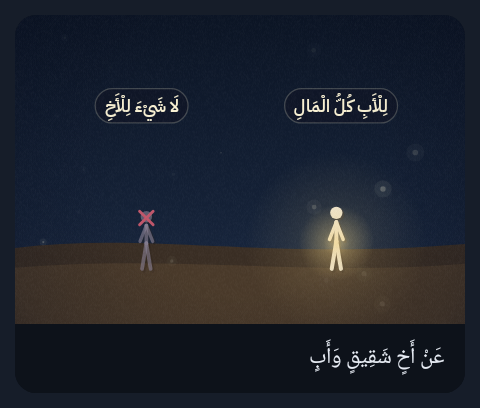 لِلْأَبِ كُلُّ الْمَالِ
لَا شَيْءَ لِلْأَخِ
عَنْ أَخٍ شَقِيقٍ وَأَبٍ